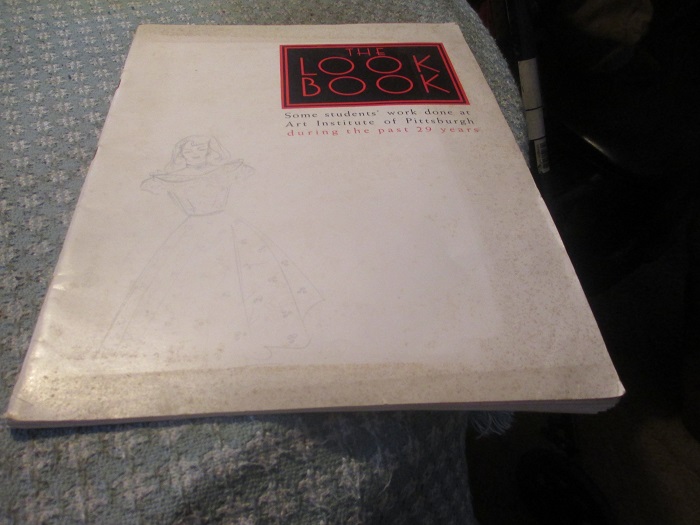 THE
LOOK
BOOK
Some students' work done at
Art Institute of Pittsburgh
during the past 29 years